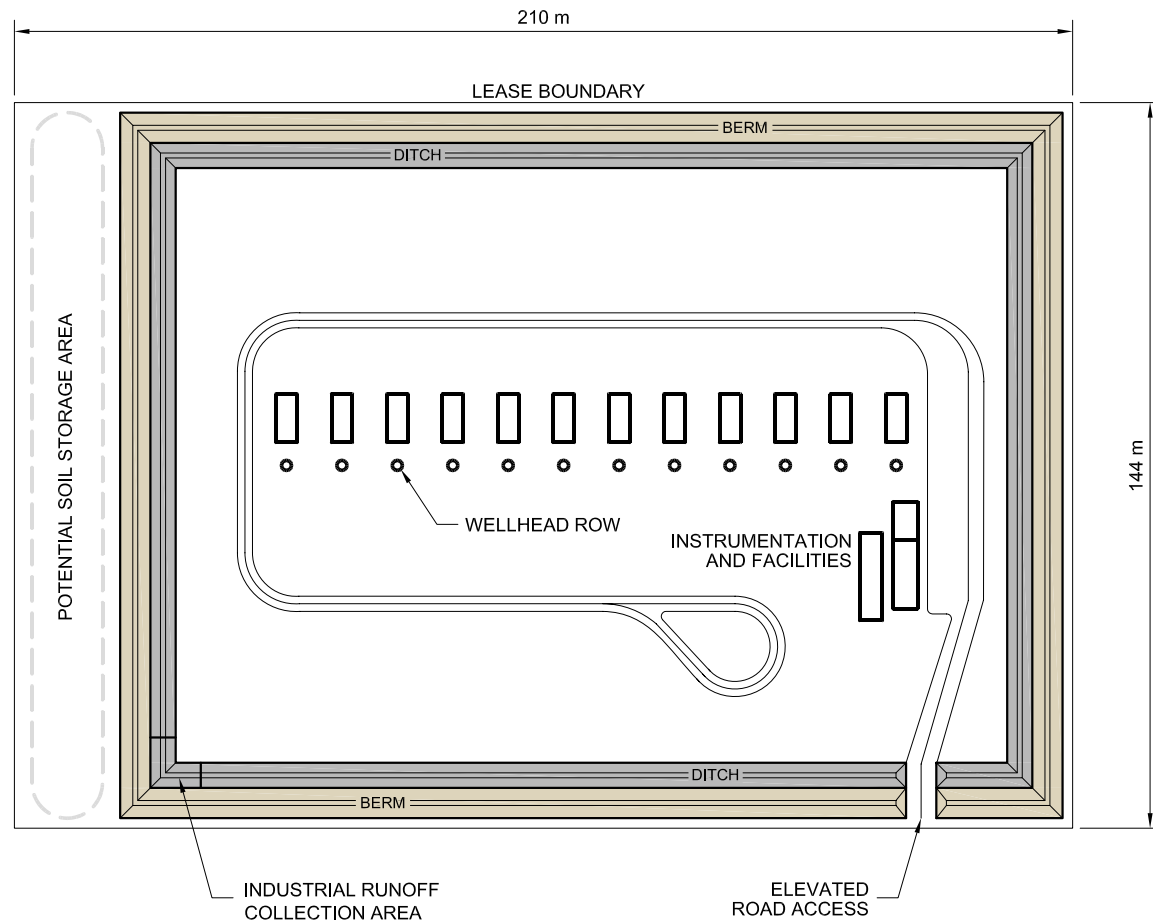 210 m
LEASE BOUNDARY
BERM
DITCH
POTENTIAL SOIL STORAGE AREA
144 m
WELLHEAD ROW
INSTRUMENTATION
AND FACILITIES
DITCH
BERM
INDUSTRIAL RUNOFF
COLLECTION AREA
ELEVATED
ROAD ACCESS